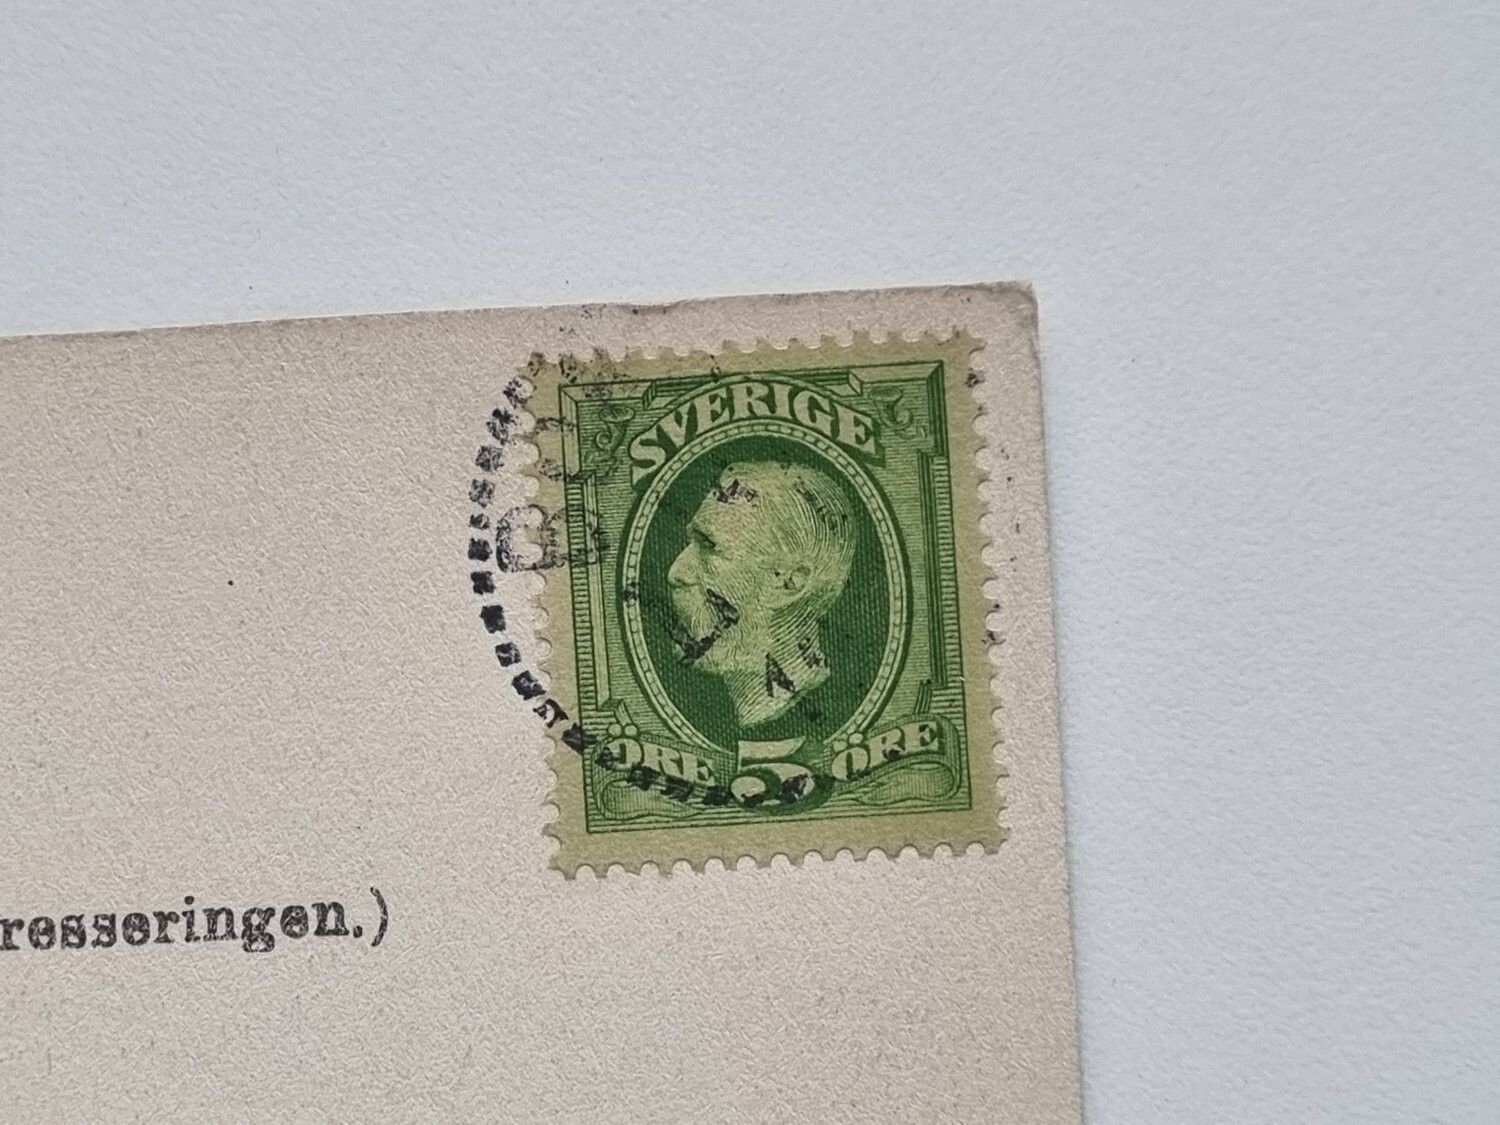 SVERIGE
ÖRE 5 ÖRE
resseringen.)